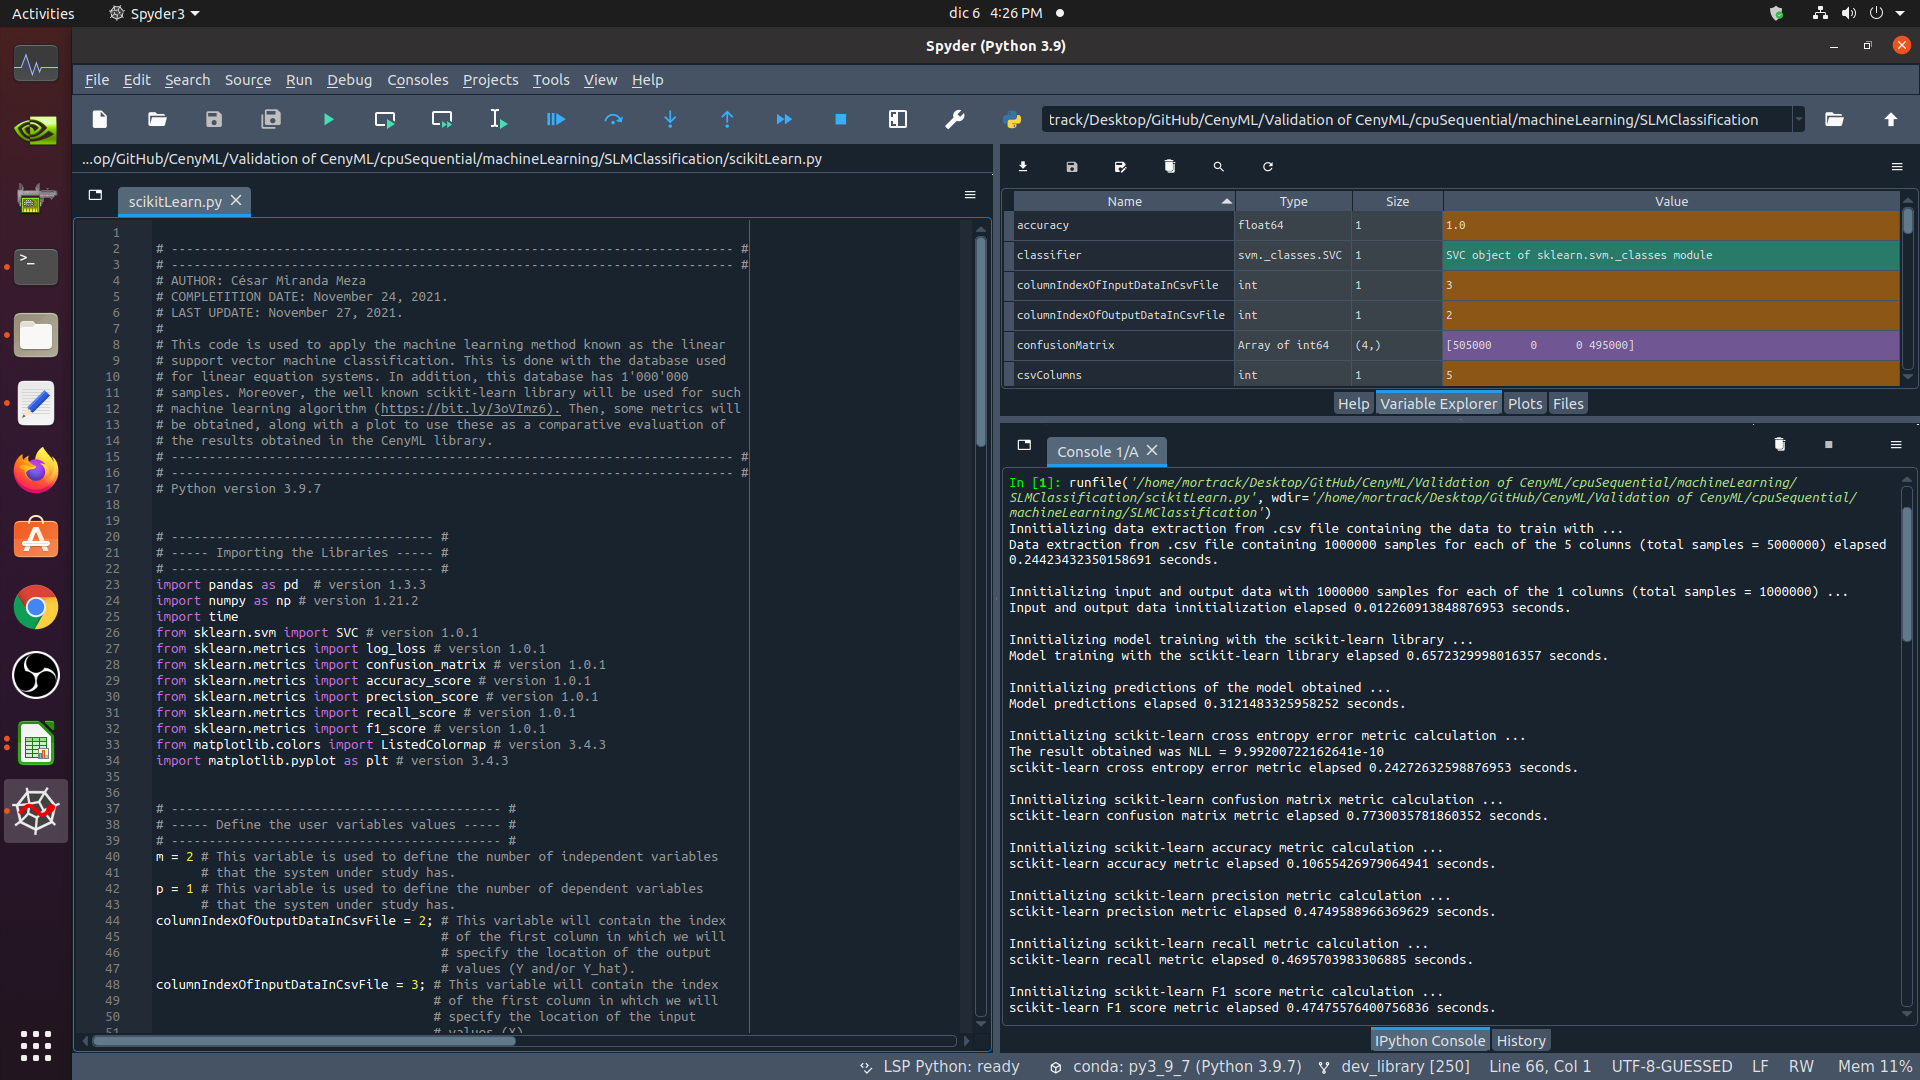 Activities
Spyder3
dic 6 4:26 PM
Spyder (Python 3.9)
File Edit Search Source Run Debug Consoles Projects Tools View Help
track/Desktop/GitHub/CenyML/Validation of CenyML/cpuSequential/machineLearning/SLMClassification
...op/GitHub/CenyML/Validation of CenyML/cpuSequential/machineLearning/SLMClassification/scikitLearn.py
scikitLearn.py
1
2 # --------------------------------------------------------------------------- #
3 # --------------------------------------------------------------------------- #
4 # AUTHOR: César Miranda Meza
5 # COMPLETITION DATE: November 24, 2021.
6 # LAST UPDATE: November 27, 2021.
7 #
8 # This code is used to apply the machine learning method known as the linear
9 # support vector machine classification. This is done with the database used
10 # for linear equation systems. In addition, this database has 1'000'000
11 # samples. Moreover, the well known scikit-learn library will be used for such
12 # machine learning algorithm (https://bit.ly/3oVImz6). Then, some metrics will
13 # be obtained, along with a plot to use these as a comparative evaluation of
14 # the results obtained in the CenyML library.
15 # --------------------------------------------------------------------------- #
16 # --------------------------------------------------------------------------- #
17 # Python version 3.9.7
18
19
20 # ----------------------------------- #
21 # ----- Importing the Libraries ----- #
22 # ----------------------------------- #
23 import pandas as pd  # version 1.3.3
24 import numpy as np # version 1.21.2
25 import time
26 from sklearn.svm import SVC # version 1.0.1
27 from sklearn.metrics import log_loss # version 1.0.1
28 from sklearn.metrics import confusion_matrix # version 1.0.1
29 from sklearn.metrics import accuracy_score # version 1.0.1
30 from sklearn.metrics import precision_score # version 1.0.1
31 from sklearn.metrics import recall_score # version 1.0.1
32 from sklearn.metrics import f1_score # version 1.0.1
33 from matplotlib.colors import ListedColormap # version 3.4.3
34 import matplotlib.pyplot as plt # version 3.4.3
35
36
37 # -------------------------------------------- #
38 # ----- Define the user variables values ----- #
39 # -------------------------------------------- #
40 m = 2 # This variable is used to define the number of independent variables
41 # that the system under study has.
42 p = 1 # This variable is used to define the number of dependent variables
43 # that the system under study has.
44 columnIndexOfOutputDataInCsvFile = 2; # This variable will contain the index
45 # of the first column in which we will
46 # specify the location of the output
47 # values (Y and/or Y_hat).
48 columnIndexOfInputDataInCsvFile = 3; # This variable will contain the index
49 # of the first column in which we will
50 # specify the location of the input
51 # values (X)
Name Type Size Value
accuracy float64 1 1.0
classifier svm._classes.SVC 1 SVC object of sklearn.svm._classes module
columnIndexOfInputDataInCsvFile int 1 3
columnIndexOfOutputDataInCsvFile int 1 2
confusionMatrix Array of int64 (4,) [505000 0 0 495000]
csvColumns int 1 5
Help Variable Explorer Plots Files
Console 1/A
In [1]: runfile('/home/mortrack/Desktop/GitHub/CenyML/Validation of CenyML/cpuSequential/machineLearning/
SLMClassification/scikitLearn.py', wdir='/home/mortrack/Desktop/GitHub/CenyML/Validation of CenyML/cpuSequential/
machineLearning/SLMClassification')
Innitializing data extraction from .csv file containing the data to train with ...
Data extraction from .csv file containing 1000000 samples for each of the 5 columns (total samples = 5000000) elapsed
0.24423432350158691 seconds.
Innitializing input and output data with 1000000 samples for each of the 1 columns (total samples = 1000000) ...
Input and output data innitialization elapsed 0.012260913848876953 seconds.
Innitializing model training with the scikit-learn library ...
Model training with the scikit-learn library elapsed 0.6572329998016357 seconds.
Innitializing predictions of the model obtained ...
Model predictions elapsed 0.3121483325958252 seconds.
Innitializing scikit-learn cross entropy error metric calculation ...
The result obtained was NLL = 9.99200722162641e-10
scikit-learn cross entropy error metric elapsed 0.24272632598876953 seconds.
Innitializing scikit-learn confusion matrix metric calculation ...
scikit-learn confusion matrix metric elapsed 0.7730035781860352 seconds.
Innitializing scikit-learn accuracy metric calculation ...
scikit-learn accuracy metric elapsed 0.10655426979064941 seconds.
Innitializing scikit-learn precision metric calculation ...
scikit-learn precision metric elapsed 0.4749588966369629 seconds.
Innitializing scikit-learn recall metric calculation ...
scikit-learn recall metric elapsed 0.4695703983306885 seconds.
Innitializing scikit-learn F1 score metric calculation ...
scikit-learn F1 score metric elapsed 0.47475576400756836 seconds.
IPython Console History
LSP Python: ready conda: py3_9_7 (Python 3.9.7) dev_library [250] Line 66, Col 1 UTF-8-GUESSED LF RW Mem 11%